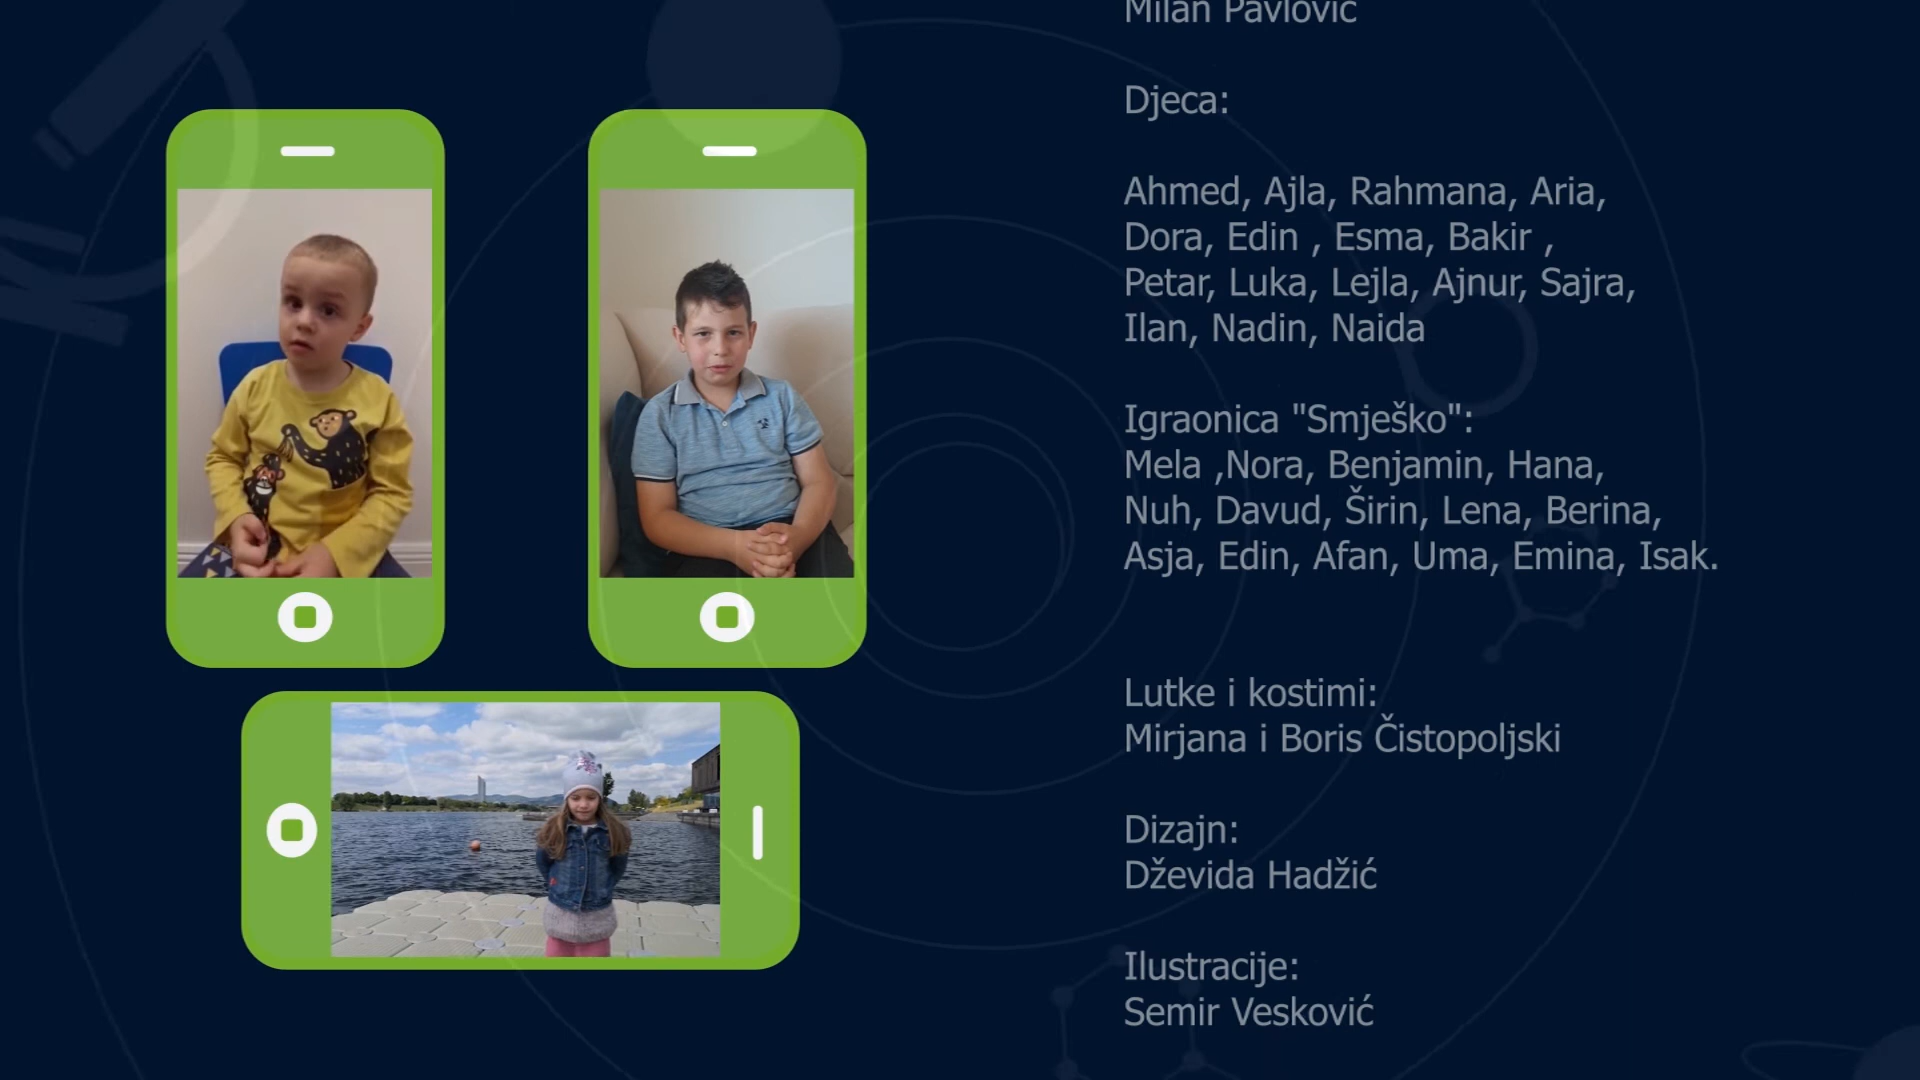 Milan Pavlović
Djeca:
Ahmed, Ajla, Rahmana, Aria,
Dora, Edin , Esma, Bakir ,
Petar, Luka, Lejla, Ajnur, Sajra,
Ilan, Nadin, Naida
Igraonica "Smješko":
Mela ,Nora, Benjamin, Hana,
Nuh, Davud, Širin, Lena, Berina,
Asja, Edin, Afan, Uma, Emina, Isak.
Lutke i kostimi:
Mirjana i Boris Čistopoljski
Dizajn:
Dževida Hadžić
Ilustracije:
Semir Vesković